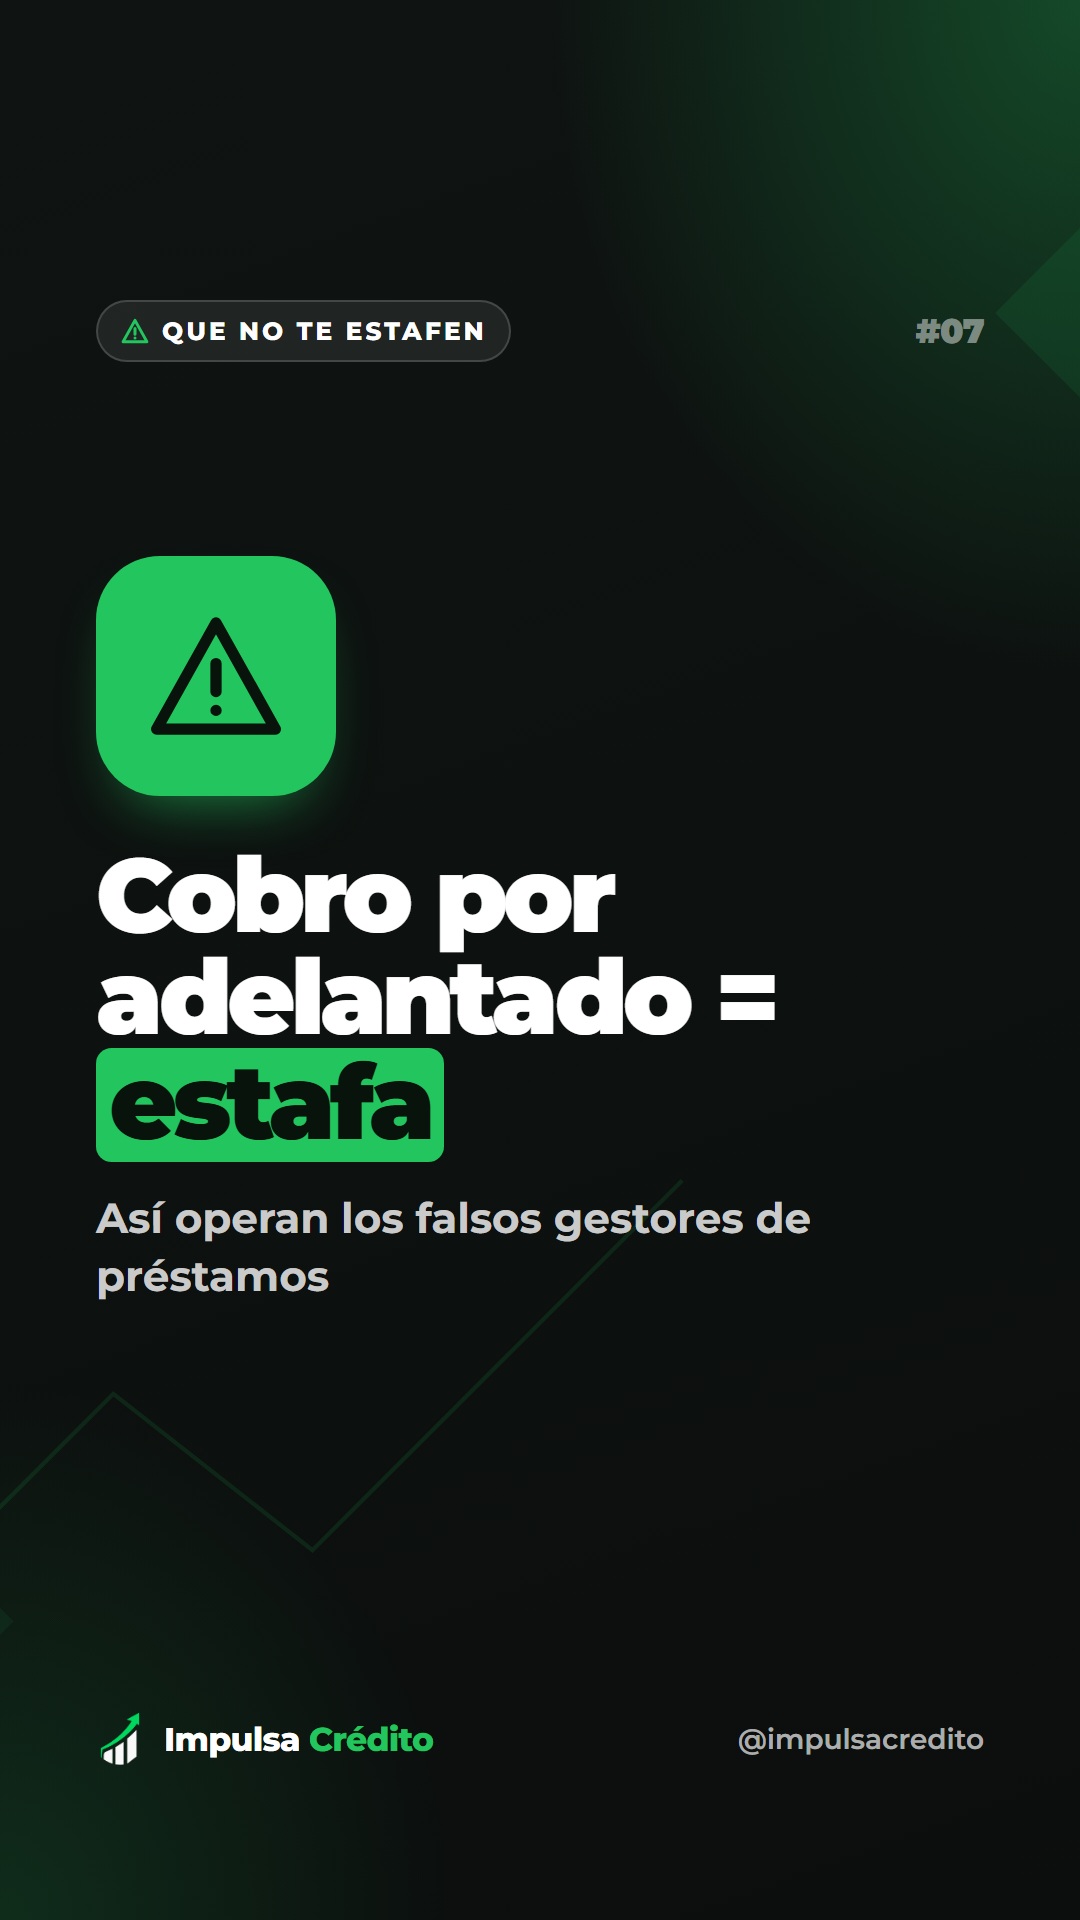 QUE NO TE ESTAFEN
#07
Cobro por
adelantado =
estafa
Así operan los falsos gestores de
préstamos
Impulsa Crédito
@impulsacredito